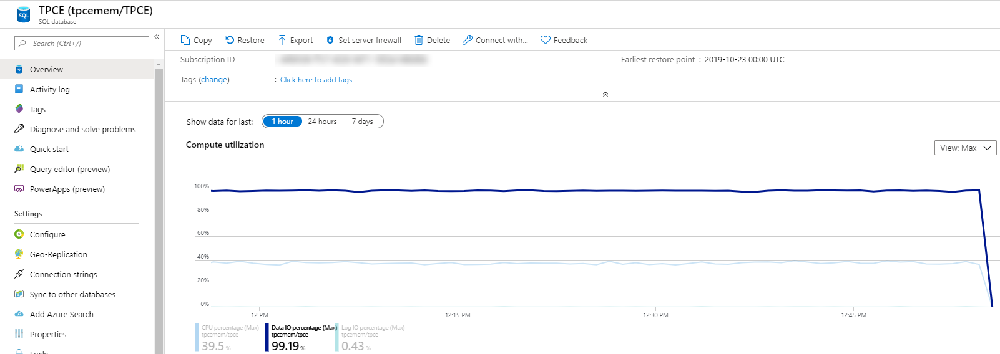 TPCE (tpcemem/TPCE)
SQL database
Search (Ctrl+/)
«
Overview
Activity log
Tags
Diagnose and solve problems
Quick start
Query editor (preview)
PowerApps (preview)
Settings
Configure
Geo-Replication
Connection strings
Sync to other databases
Add Azure Search
Properties
Locks
Copy Restore Export Set server firewall Delete Connect with... Feedback
Subscription ID :
Earliest restore point : 2019-10-23 00:00 UTC
Tags (change) : Click here to add tags
Show data for last: 1 hour 24 hours 7 days
Compute utilization
View: Max
100%
80%
60%
40%
20%
0%
12 PM 12:15 PM 12:30 PM 12:45 PM
CPU percentage (Max)
tpcemem/tpce
39.5 %
Data IO percentage (Max)
tpcemem/tpce
99.19 %
Log IO percentage (Max)
tpcemem/tpce
0.43 %